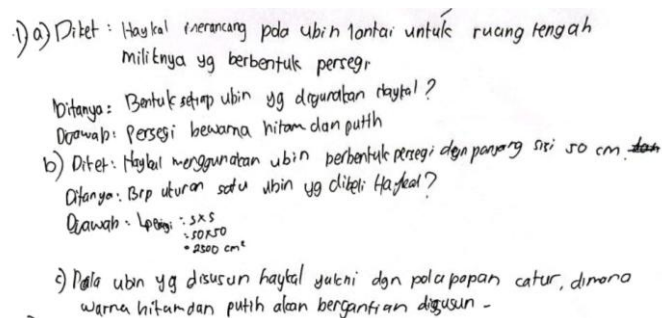 1) a) Diket : Haykal merancang pola ubin lantai untuk ruang tengah
miliknya yg berbentuk persegi
Ditanya : Bentuk setiap ubin yg digunakan Haykal ?
Dijawab : Persegi bewarna hitam dan putih
b) Diket : Haykal menggunakan ubin berbentuk persegi dgn panjang sisi 50 cm.
Ditanya : Brp ukuran satu ubin yg dibeli Haykal ?
Dijawab : Lpersegi : s x s
: 50 x 50
= 2500 cm²
c) Pola ubin yg disusun haykal yakni dgn pola papan catur, dimana
warna hitam dan putih akan bergantian disusun -